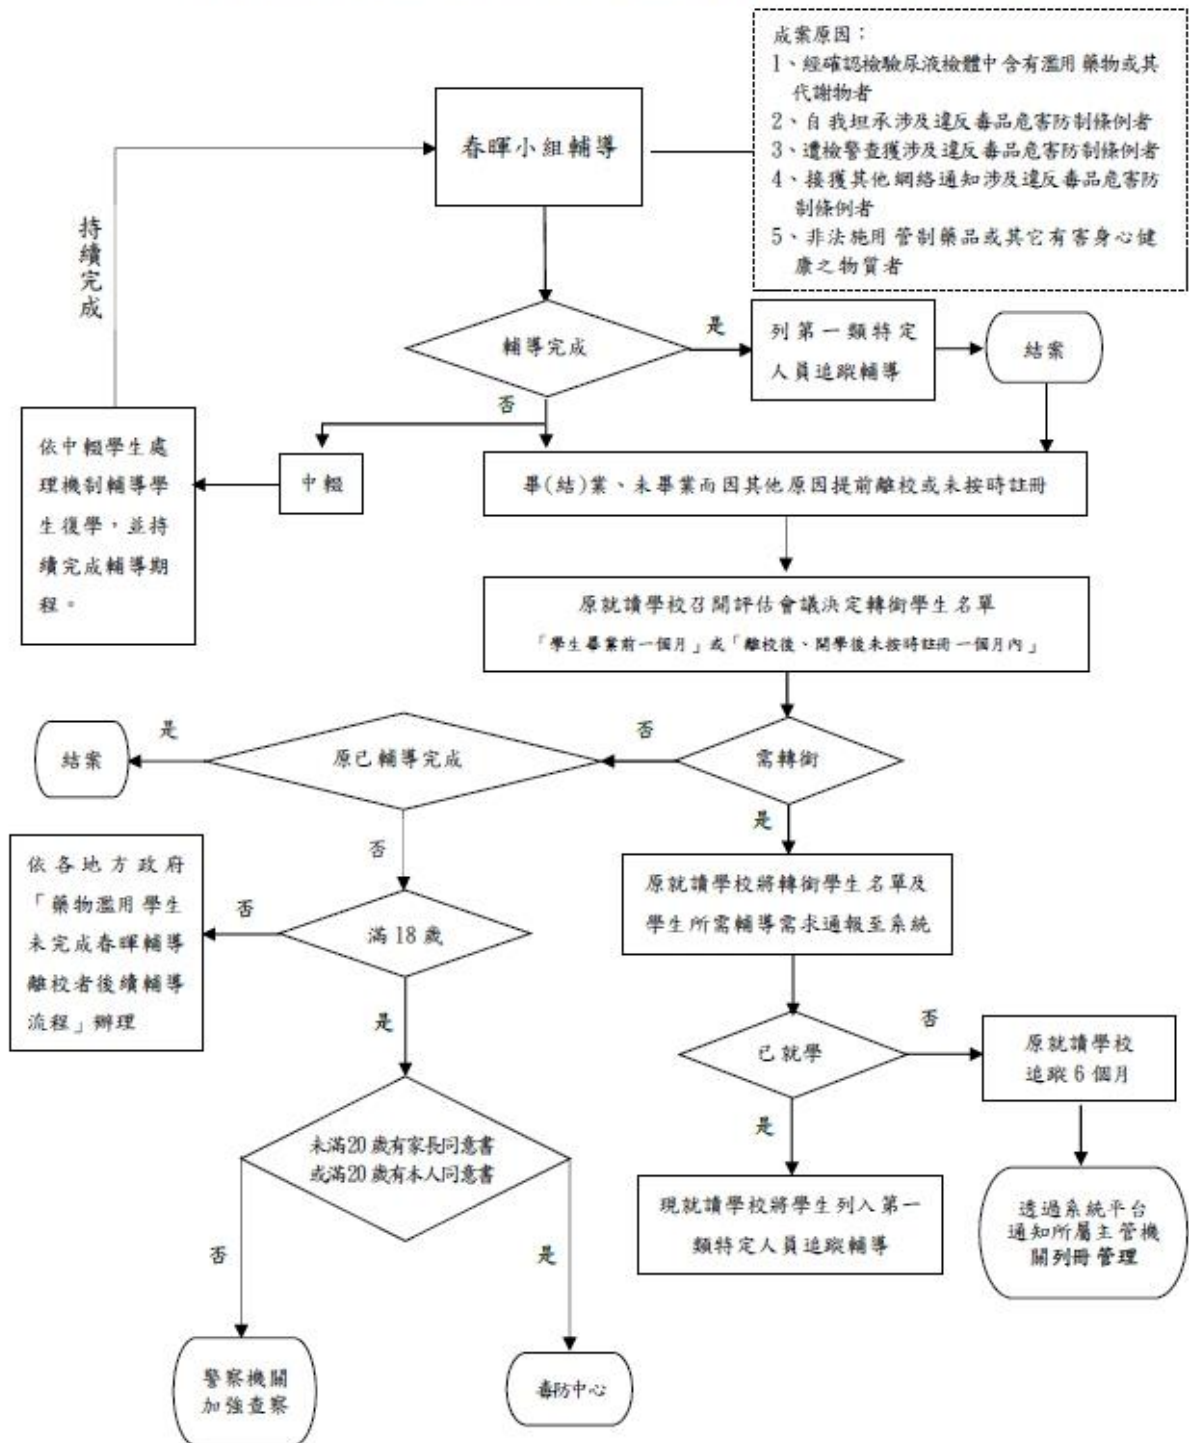 成案原因：
1、經確認檢驗尿液檢體中含有濫用藥物或其
代謝物者
2、自我坦承涉及違反毒品危害防制條例者
3、遭檢警查獲涉及違反毒品危害防制條例者
4、接獲其他網絡通知涉及違反毒品危害防
制條例者
5、非法施用管制藥品或其它有害身心健
康之物質者
春暉小組輔導
持續完成
輔導完成
是
列第一類特定
人員追蹤輔導
結案
否
依中輟學生處
理機制輔導學
生復學，並持
續完成輔導期
程。
中輟
畢(結)業、未畢業而因其他原因提前離校或未按時註冊
原就讀學校召開評估會議決定轉銜學生名單
「學生畢業前一個月」或「離校後、開學後未按時註冊一個月內」
結案
是
原已輔導完成
否
需轉銜
是
否
依各地方政府
「藥物濫用學生
未完成春暉輔導
離校者後續輔導
流程」辦理
否
滿18歲
原就讀學校將轉銜學生名單及
學生所需輔導需求通報至系統
是
已就學
否
原就讀學校
追蹤6個月
是
未滿20歲有家長同意書
或滿20歲有本人同意書
現就讀學校將學生列入第一
類特定人員追蹤輔導
透過系統平台
通知所屬主管機
關列冊管理
否
是
警察機關
加強查察
毒防中心